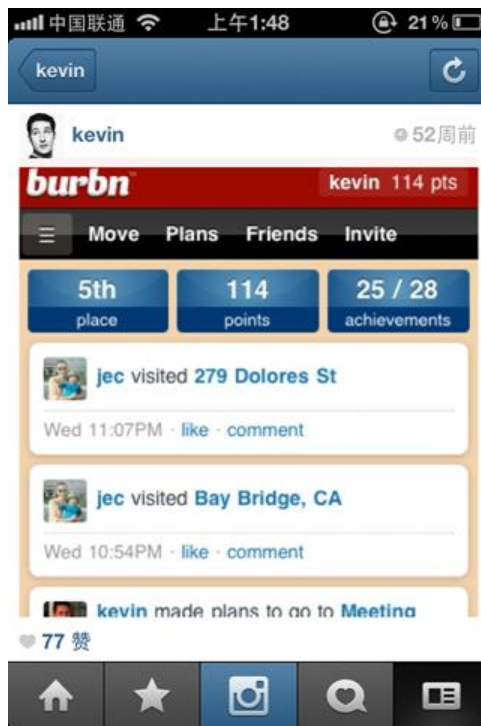 中国联通 上午1:48 21%
kevin
kevin 52周前
burbn kevin 114 pts
Move Plans Friends Invite
5th 114 25 / 28
place points achievements
jec visited 279 Dolores St
Wed 11:07PM · like · comment
jec visited Bay Bridge, CA
Wed 10:54PM · like · comment
kevin made plans to go to Meeting
77 赞